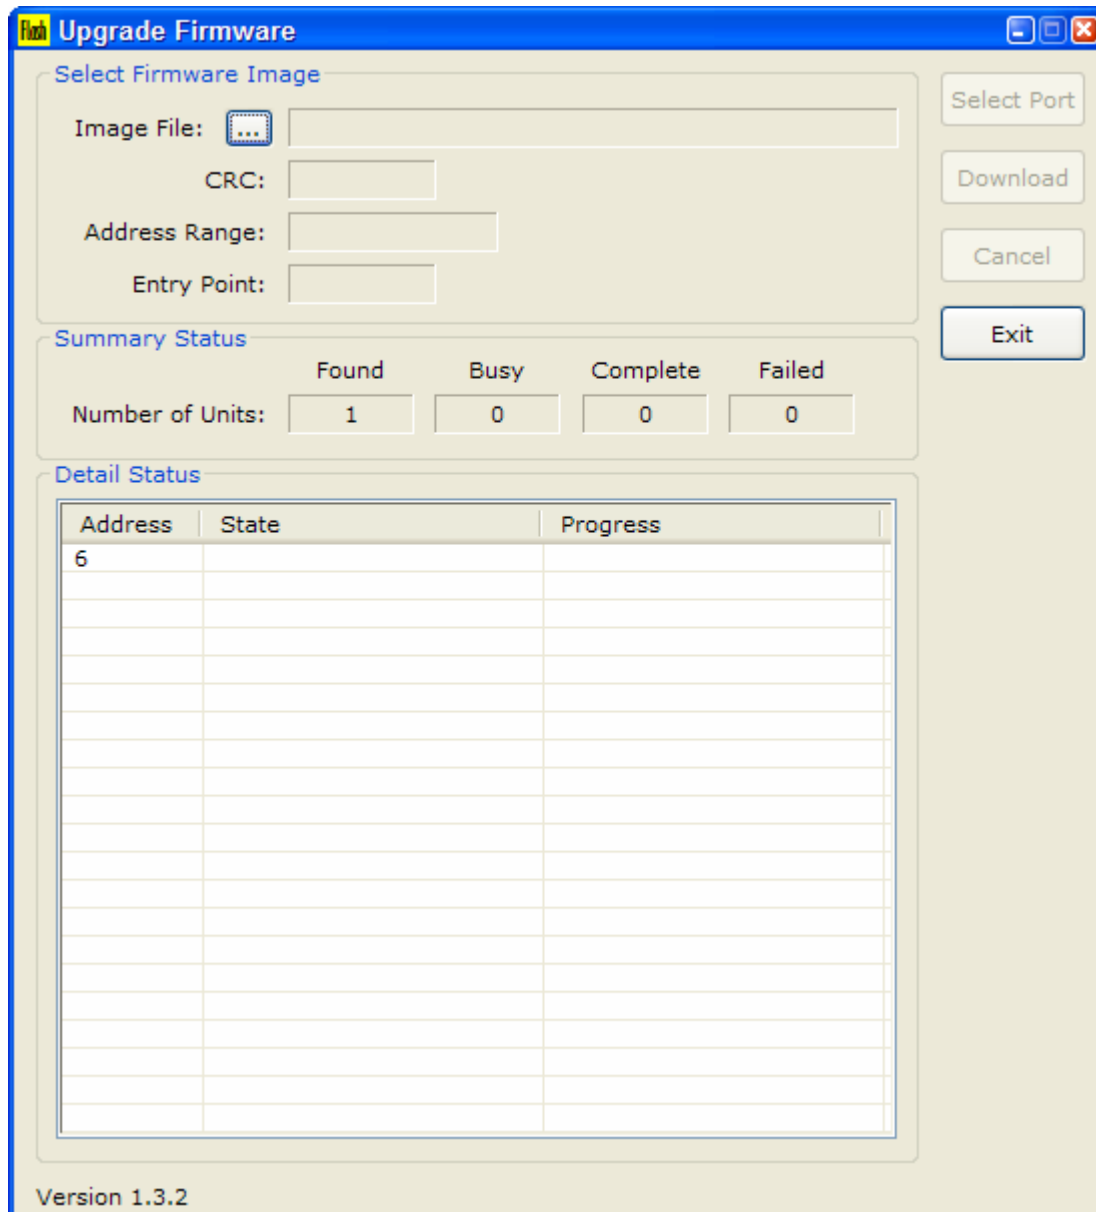 Flash Upgrade Firmware
Select Firmware Image
Select Port
Image File: ...
CRC:
Download
Address Range:
Cancel
Entry Point:
Exit
Summary Status
Found Busy Complete Failed
Number of Units: 1 0 0 0
Detail Status
Address State Progress
6
Version 1.3.2